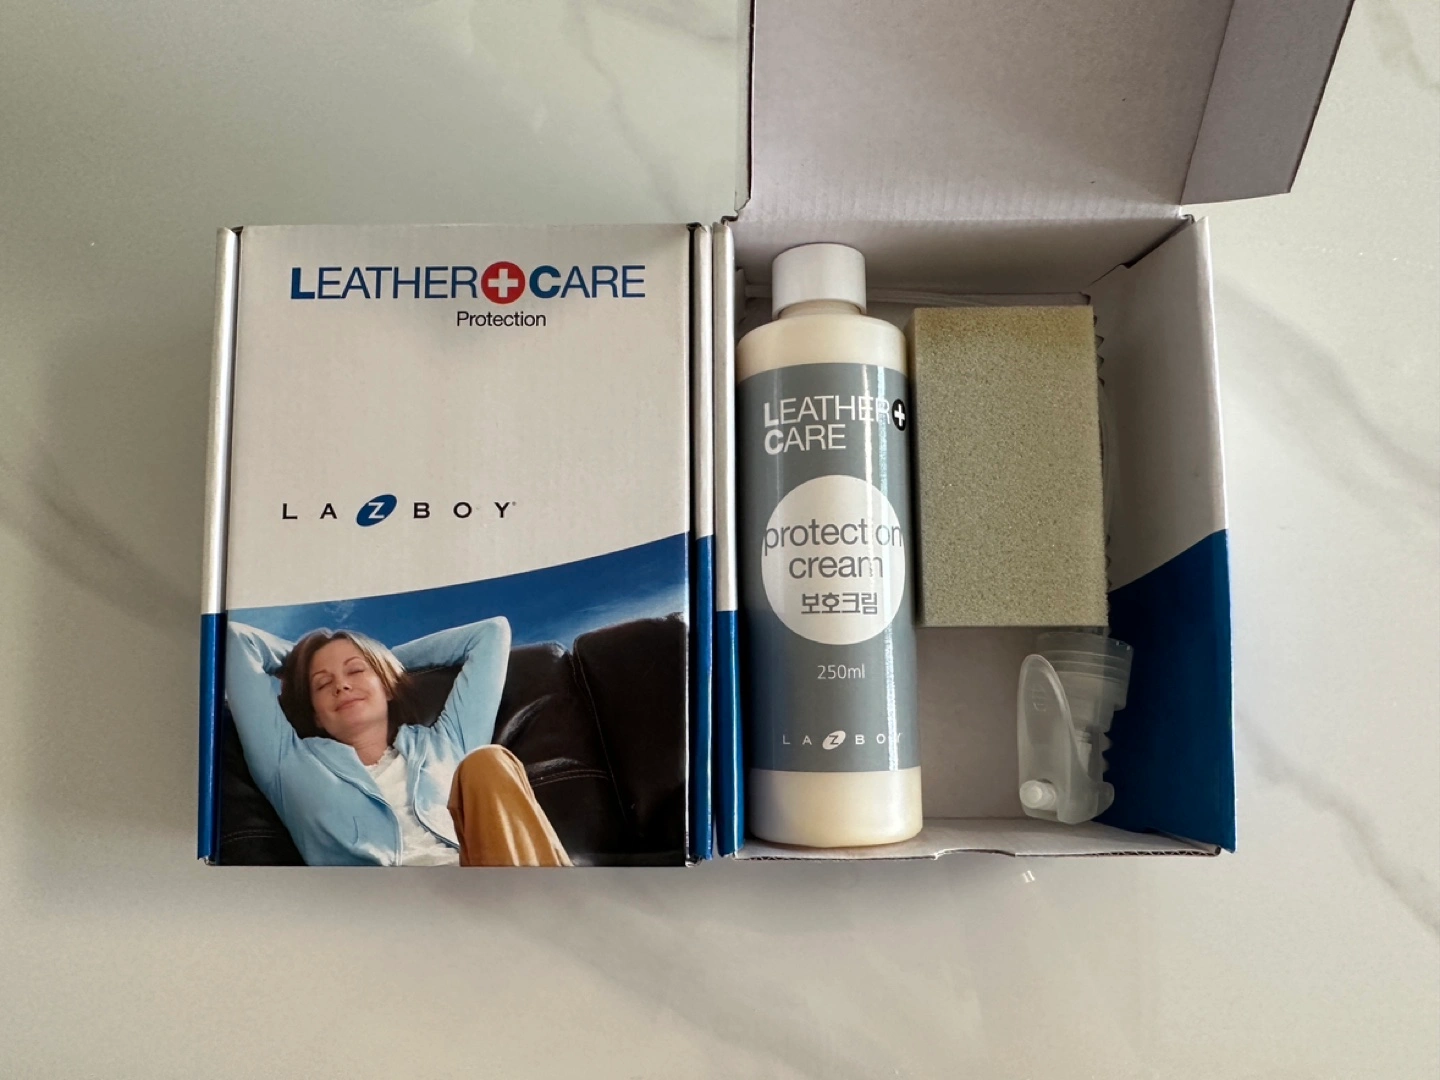 LEATHER+CARE
Protection
LAZBOY®
LEATHER+
CARE
protection
cream
보호크림
250ml
LAZBOY